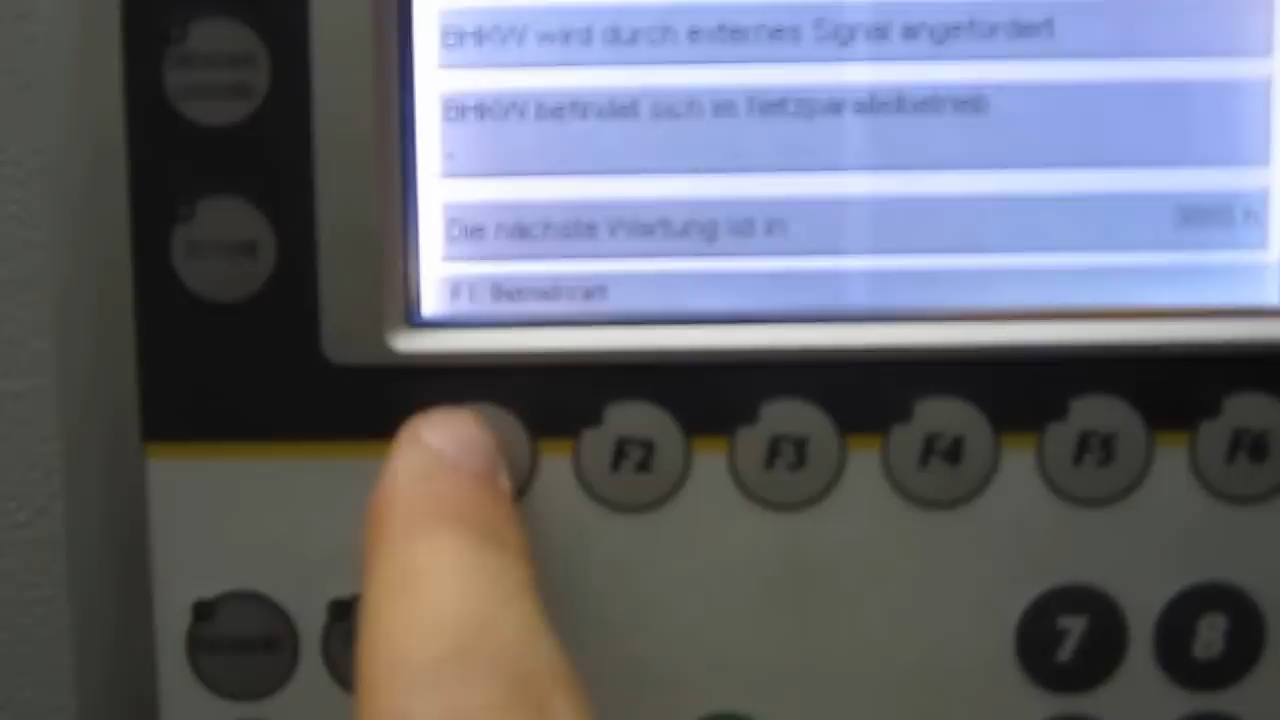 BHKW wird durch externes Signal angefordert
BHKW befindet sich im Netzparallelbetrieb
-
Die nächste Wartung ist in h
F1 Betriebsart
F2 F3 F4 F5 F6
7 8